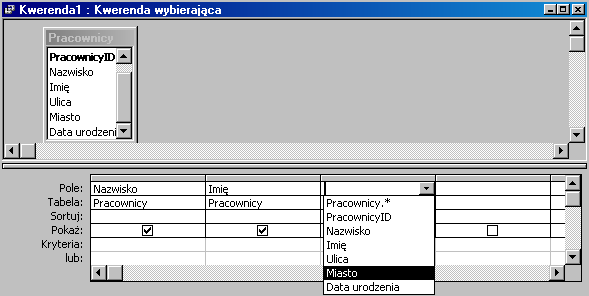 Kwerenda1 : Kwerenda wybierająca
Pracownicy
PracownicyID
Nazwisko
Imię
Ulica
Miasto
Data urodzeni
Pole: Nazwisko Imię
Tabela: Pracownicy Pracownicy Pracownicy.*
Sortuj: PracownicyID
Pokaż: Nazwisko
Kryteria: Imię
lub: Ulica
Miasto
Data urodzenia